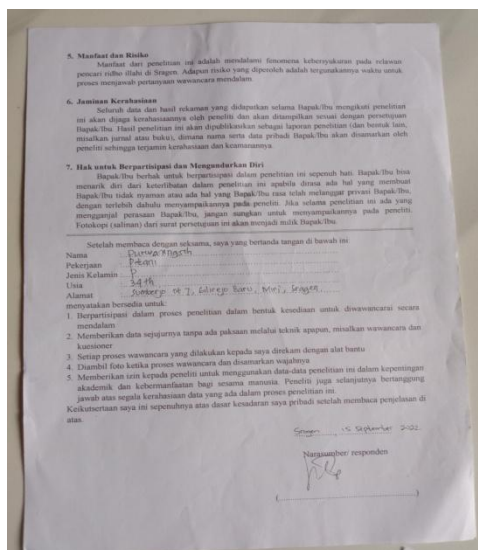 5. Manfaat dan Risiko
Manfaat dari penelitian ini adalah mendalami fenomena kebersyukuran pada relawan
pencari ridho illahi di Sragen. Adapun risiko yang diperoleh adalah tergunakannya waktu untuk
proses menjawab pertanyaan wawancara mendalam.
6. Jaminan Kerahasiaan
Seluruh data dan hasil rekaman yang didapatkan selama Bapak/Ibu mengikuti penelitian
ini akan dijaga kerahasiaannya oleh peneliti dan akan ditampilkan sesuai dengan persetujuan
Bapak/Ibu. Hasil penelitian ini akan dipublikasikan sebagai laporan penelitian (dan bentuk lain,
misalkan jurnal atau buku), dimana nama serta data pribadi Bapak/Ibu akan disamarkan oleh
peneliti sehingga terjamin kerahasiaan dan keamanannya.
7. Hak untuk Berpartisipasi dan Mengundurkan Diri
Bapak/Ibu berhak untuk berpartisipasi dalam penelitian ini sepenuh hati. Bapak/Ibu bisa
menarik diri dari keterlibatan dalam penelitian ini apabila dirasa ada hal yang membuat
Bapak/Ibu tidak nyaman atau ada hal yang Bapak/Ibu rasa telah melanggar privasi Bapak/Ibu,
dengan terlebih dahulu menyampaikannya pada peneliti. Jika selama penelitian ini ada yang
mengganjal perasaan Bapak/Ibu, jangan sungkan untuk menyampaikannya pada peneliti.
Fotokopi (salinan) dari surat persetujuan ini akan menjadi milik Bapak/Ibu.
Setelah membaca dengan seksama, saya yang bertanda tangan di bawah ini
Nama
Pekerjaan Petani
Jenis Kelamin P
Usia 34 th
Alamat Sumberjo rt 7, Gilirejo Baru, Miri, Sragen
menyatakan bersedia untuk:
1. Berpartisipasi dalam proses penelitian dalam bentuk kesediaan untuk diwawancarai secara
mendalam
2. Memberikan data sejujurnya tanpa ada paksaan melalui teknik apapun, misalkan wawancara dan
kuesioner
3. Setiap proses wawancara yang dilakukan kepada saya direkam dengan alat bantu
4. Diambil foto ketika proses wawancara dan disamarkan wajahnya
5. Memberikan izin kepada peneliti untuk menggunakan data-data penelitian ini dalam kepentingan
akademik dan kebermanfaatan bagi sesama manusia. Peneliti juga selanjutnya bertanggung
jawab atas segala kerahasiaan data yang ada dalam proses penelitian ini.
Keikutsertaan saya ini sepenuhnya atas dasar kesadaran saya pribadi setelah membaca penjelasan di
atas.
Sragen 15 September 2022
Narasumber/ responden